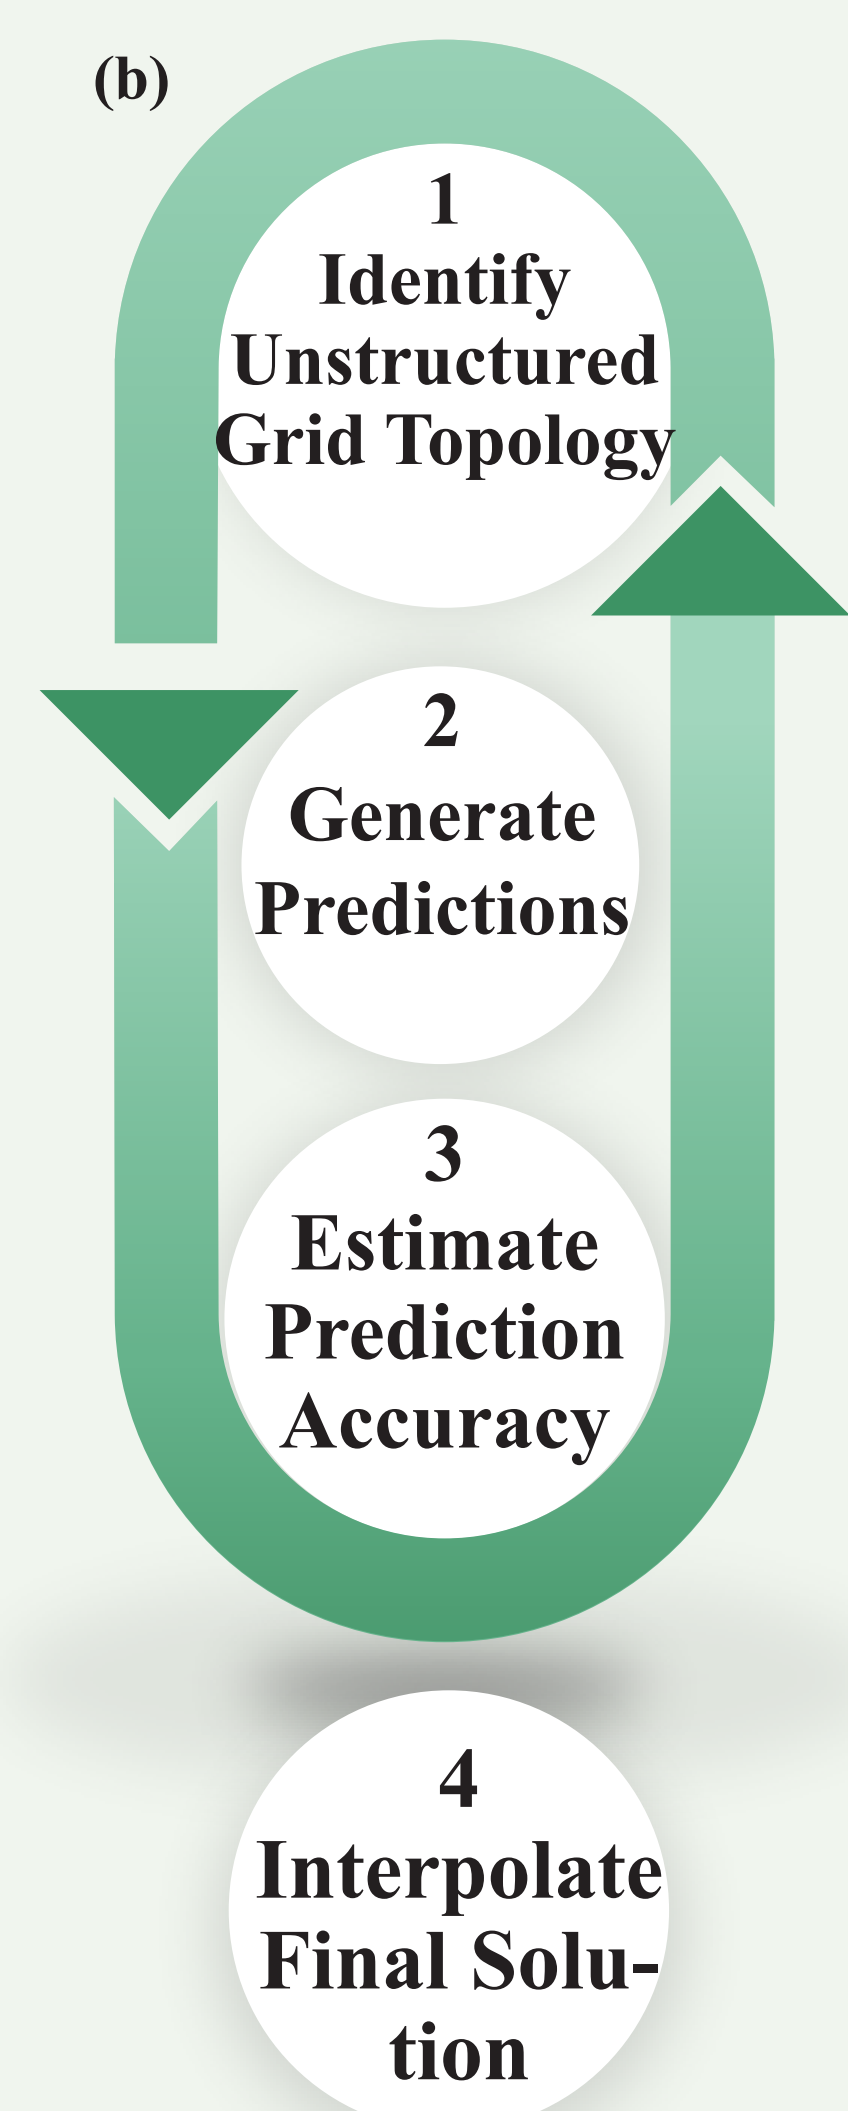 (b)
1
Identify
Unstructured
Grid Topology
2
Generate
Predictions
3
Estimate
Prediction
Accuracy
4
Interpolate
Final Solu-
tion